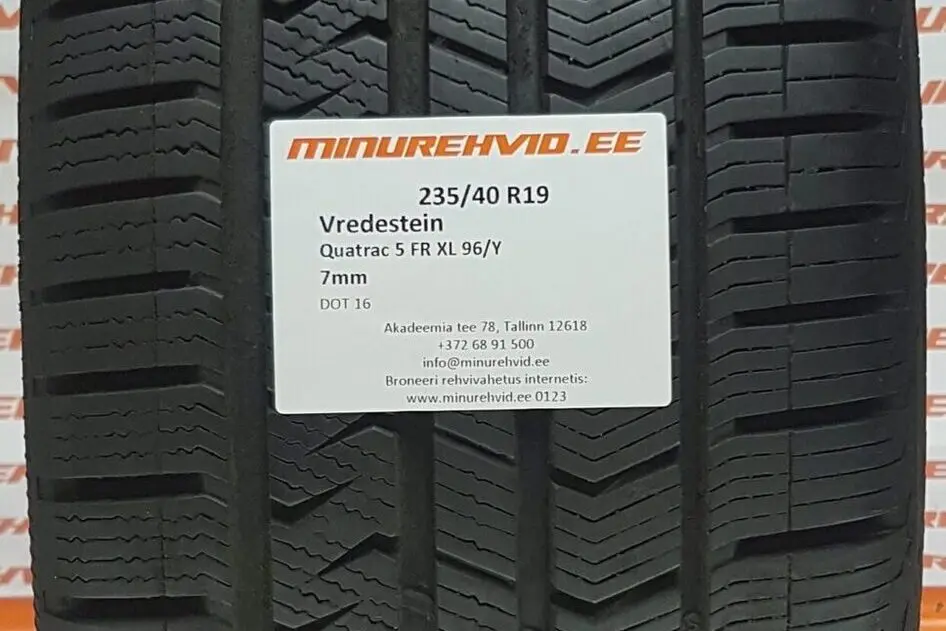 MINUREHVID.EE
235/40 R19
Vredestein
Quatrac 5 FR XL 96/Y
7mm
DOT 16
Akadeemia tee 78, Tallinn 12618
+372 68 91 500
info@minurehvid.ee
Broneeri rehvivahetus internetis:
www.minurehvid.ee 0123